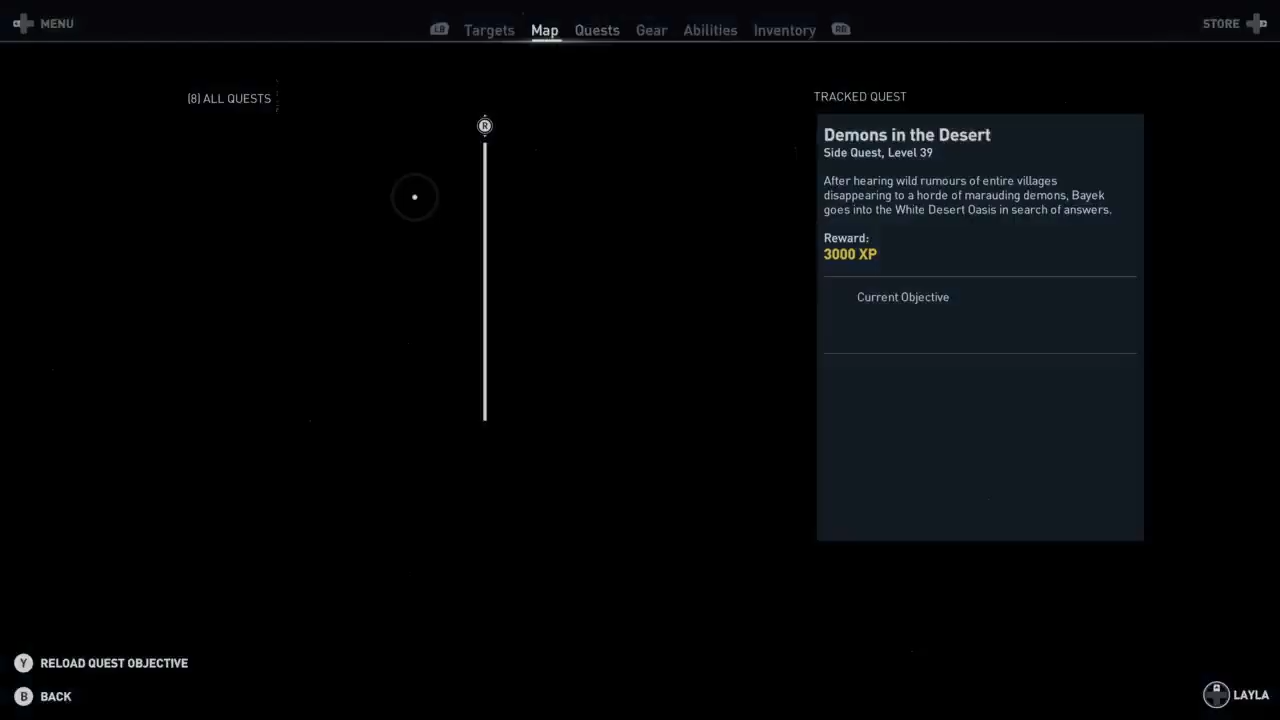 MENU
LB Targets Map Quests Gear Abilities Inventory RB
STORE
[8] ALL QUESTS
TRACKED QUEST
R
Demons in the Desert
Side Quest, Level 39
After hearing wild rumours of entire villages
disappearing to a horde of marauding demons, Bayek
goes into the White Desert Oasis in search of answers.
Reward:
3000 XP
Current Objective
Y RELOAD QUEST OBJECTIVE
B BACK
LAYLA